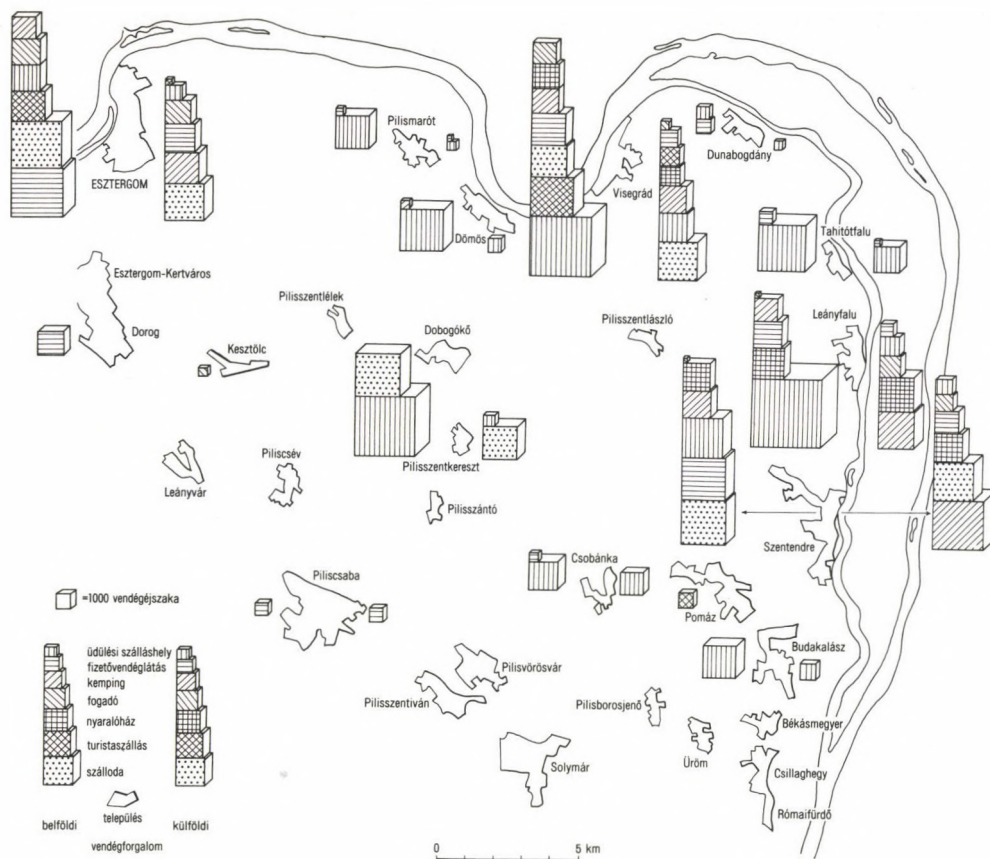 Pilismarót
Dunabogdány
ESZTERGOM
Visegrád
Dömös
Tahitótfalu
Esztergom-Kertváros
Pilisszentlélek
Pilisszentlászló
Leányfalu
Dorog
Dobogókő
Kesztölc
Pilisszentkereszt
Piliscsév
Leányvár
Pilisszántó
Szentendre
Csobánka
Piliscsaba
Pomáz
=1000 vendégéjszaka
Budakalász
üdülési szálláshely
fizetővendéglátás
kemping
fogadó
nyaralóház
turistaszállás
szálloda
Pilisvörösvár
Pilisszentiván
Pilisborosjenő
Békásmegyer
Üröm
Solymár
Csillaghegy
Rómaifürdő
település
belföldi
külföldi
vendégforgalom
0 5 km